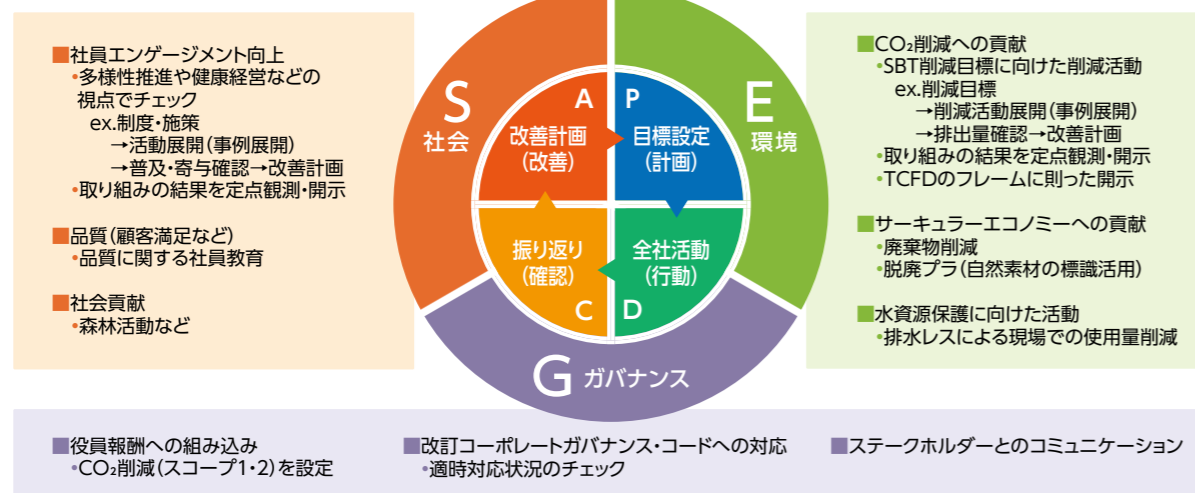 ■社員エンゲージメント向上
・多様性推進や健康経営などの
視点でチェック
ex.制度・施策
→活動展開(事例展開)
→普及・寄与確認→改善計画
・取り組みの結果を定点観測・開示
■品質(顧客満足など)
・品質に関する社員教育
■社会貢献
・森林活動など
S
社会
A
改善計画
(改善)
P
目標設定
(計画)
振り返り
(確認)
C
全社活動
(行動)
D
E
環境
G ガバナンス
■CO₂削減への貢献
・SBT削減目標に向けた削減活動
ex.削減目標
→削減活動展開(事例展開)
→排出量確認→改善計画
・取り組みの結果を定点観測・開示
・TCFDのフレームに則った開示
■サーキュラーエコノミーへの貢献
・廃棄物削減
・脱廃プラ(自然素材の標識活用)
■水資源保護に向けた活動
・排水レスによる現場での使用量削減
■役員報酬への組み込み
・CO₂削減(スコープ1・2)を設定
■改訂コーポレートガバナンス・コードへの対応
・適時対応状況のチェック
■ステークホルダーとのコミュニケーション